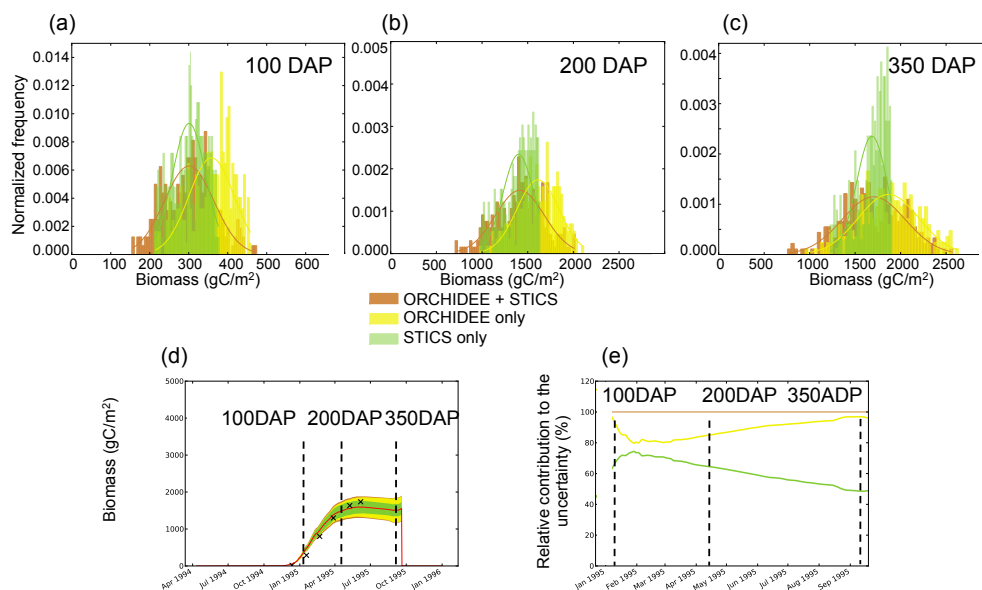 (a)
(b)
(c)
100 DAP
200 DAP
350 DAP
Normalized frequency
0.014
0.012
0.010
0.008
0.006
0.004
0.002
0.000
0 100 200 300 400 500 600
Biomass (gC/m²)
0.005
0.004
0.003
0.002
0.001
0.000
0 500 1000 1500 2000 2500
Biomass (gC/m²)
0.004
0.003
0.002
0.001
0.000
0 500 1000 1500 2000 2500
Biomass (gC/m²)
ORCHIDEE + STICS
ORCHIDEE only
STICS only
(d)
(e)
Biomass (gC/m²)
5000
4000
3000
2000
1000
0
100DAP 200DAP 350DAP
Apr 1994 Jul 1994 Oct 1994 Jan 1995 Apr 1995 Jul 1995 Oct 1995 Jan 1996
Relative contribution to the
uncertainty (%)
120
100
80
60
40
20
0
100DAP 200DAP 350ADP
Jan 1995 Feb 1995 Mar 1995 Apr 1995 May 1995 Jun 1995 Jul 1995 Aug 1995 Sep 1995